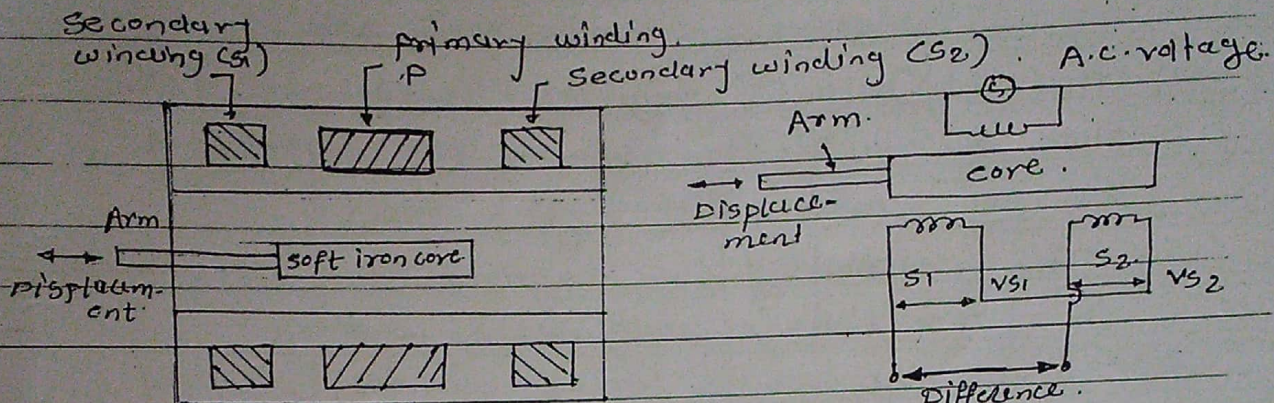 Secondary
winding (S1)
primary winding.
P
Secondary winding (S2).
A.C. voltage.
Arm.
core.
Displace-
ment
Arm
soft iron core
Displacem-
ent.
S1
VS1
S2
VS2
Difference.